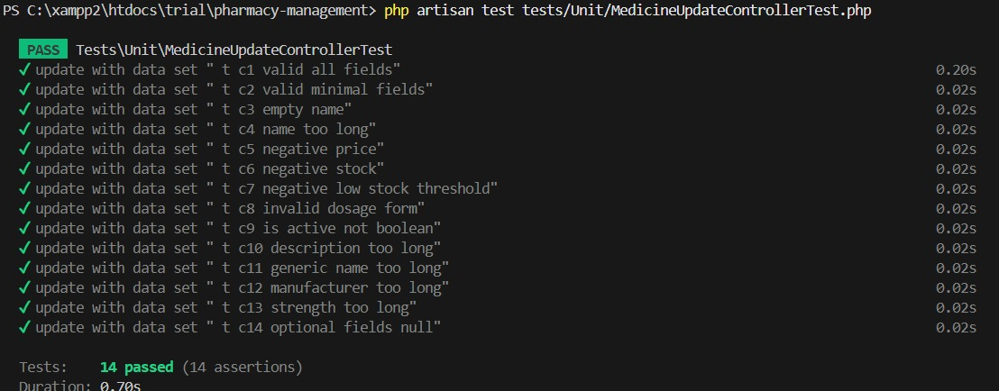 PS C:\xampp2\htdocs\trial\pharmacy-management> php artisan test tests/Unit/MedicineUpdateControllerTest.php
PASS Tests\Unit\MedicineUpdateControllerTest
✓ update with data set " t c1 valid all fields" 0.20s
✓ update with data set " t c2 valid minimal fields" 0.02s
✓ update with data set " t c3 empty name" 0.02s
✓ update with data set " t c4 name too long" 0.02s
✓ update with data set " t c5 negative price" 0.02s
✓ update with data set " t c6 negative stock" 0.02s
✓ update with data set " t c7 negative low stock threshold" 0.02s
✓ update with data set " t c8 invalid dosage form" 0.02s
✓ update with data set " t c9 is active not boolean" 0.02s
✓ update with data set " t c10 description too long" 0.02s
✓ update with data set " t c11 generic name too long" 0.02s
✓ update with data set " t c12 manufacturer too long" 0.02s
✓ update with data set " t c13 strength too long" 0.02s
✓ update with data set " t c14 optional fields null" 0.02s
Tests: 14 passed (14 assertions)
Duration: 0.70s